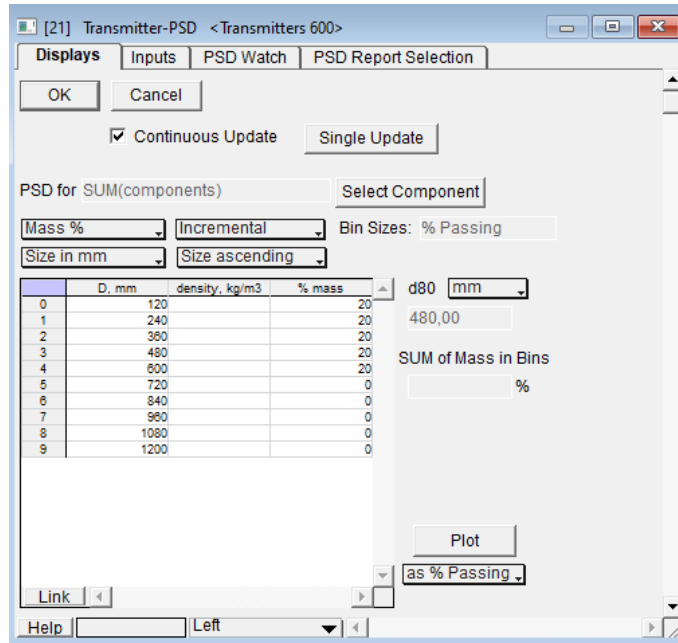 [21] Transmitter-PSD <Transmitters 600>
Displays Inputs PSD Watch PSD Report Selection
OK Cancel
Continuous Update Single Update
PSD for SUM(components) Select Component
Mass % Incremental Bin Sizes: % Passing
Size in mm Size ascending
D, mm density, kg/m3 % mass d80 mm
0 120 20
1 240 20 480,00
2 360 20
3 480 20 SUM of Mass in Bins
4 600 20
5 720 0 %
6 840 0
7 960 0
8 1080 0
9 1200 0
Plot
as % Passing
Link
Help Left